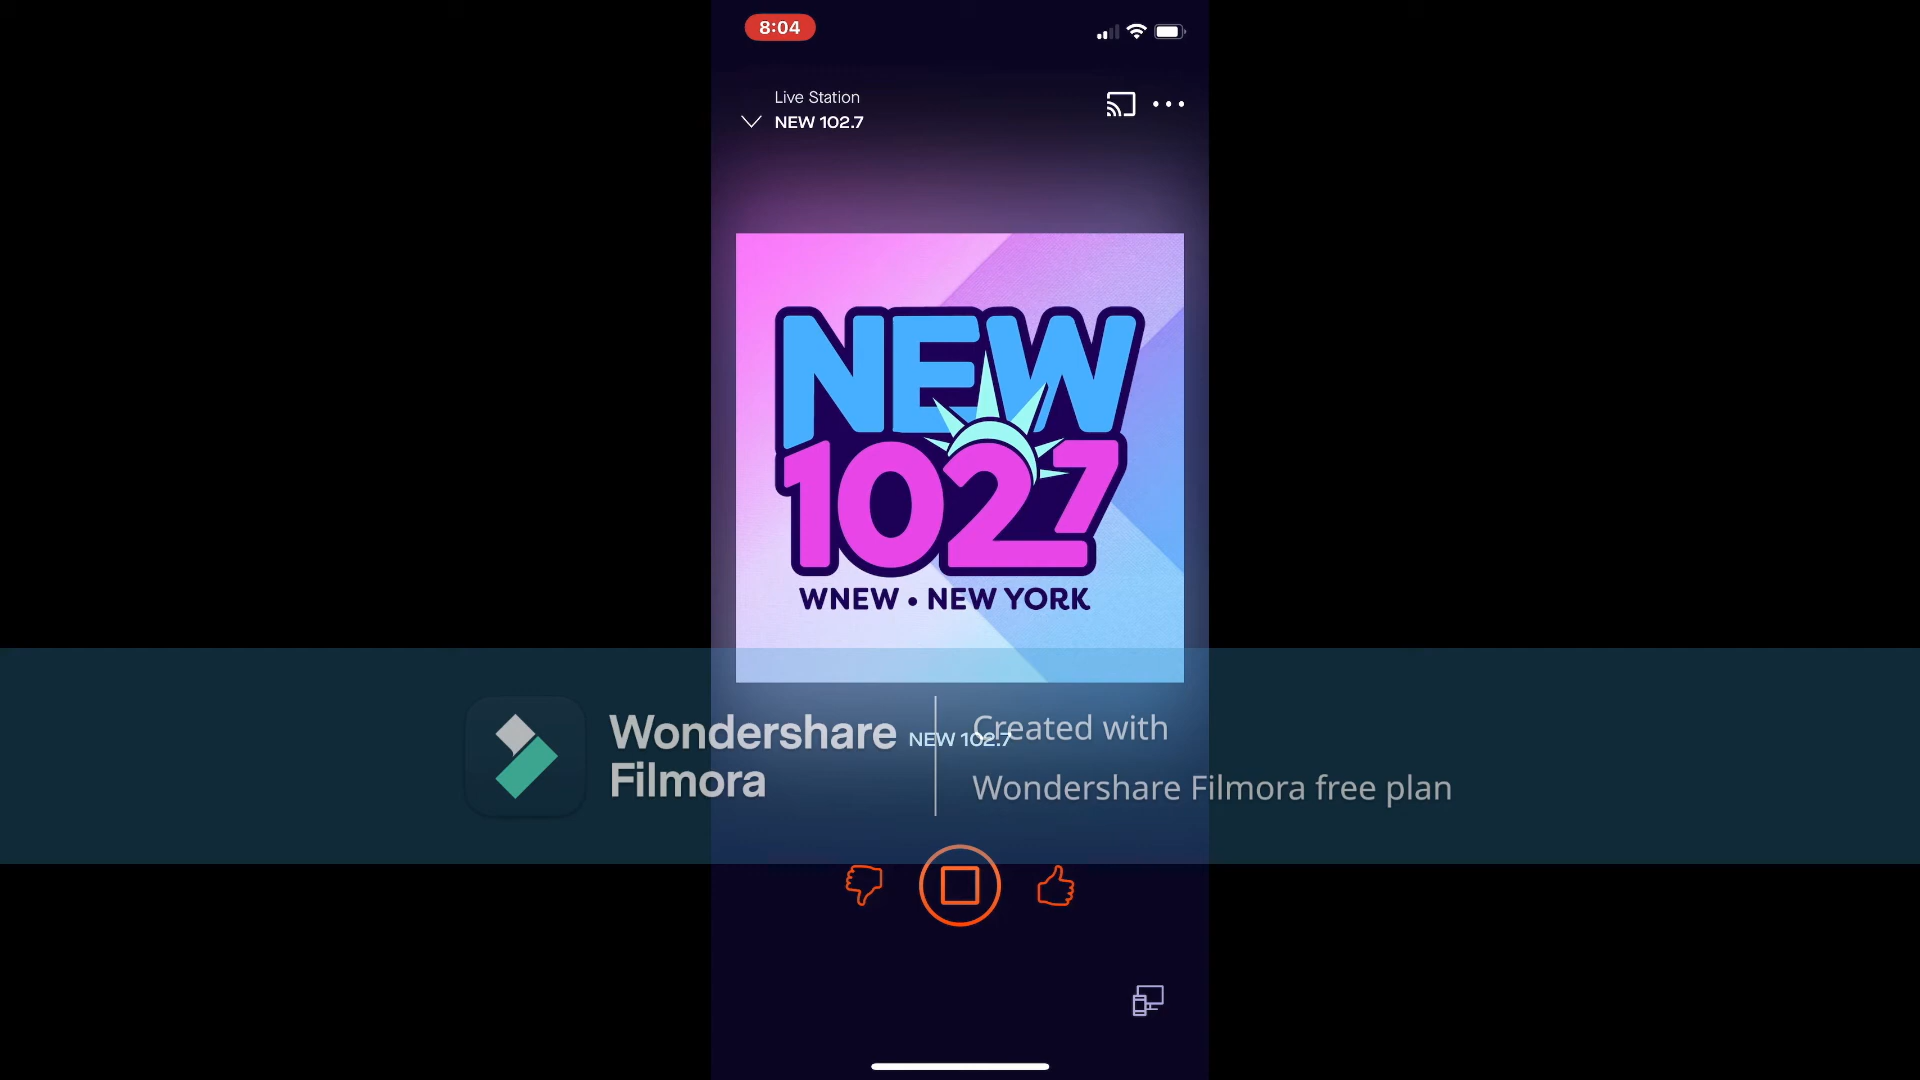 8:04
Live Station
NEW 102.7
NEW
102.7
WNEW • NEW YORK
Wondershare
Filmora
NEW 102.7
Created with
Wondershare Filmora free plan